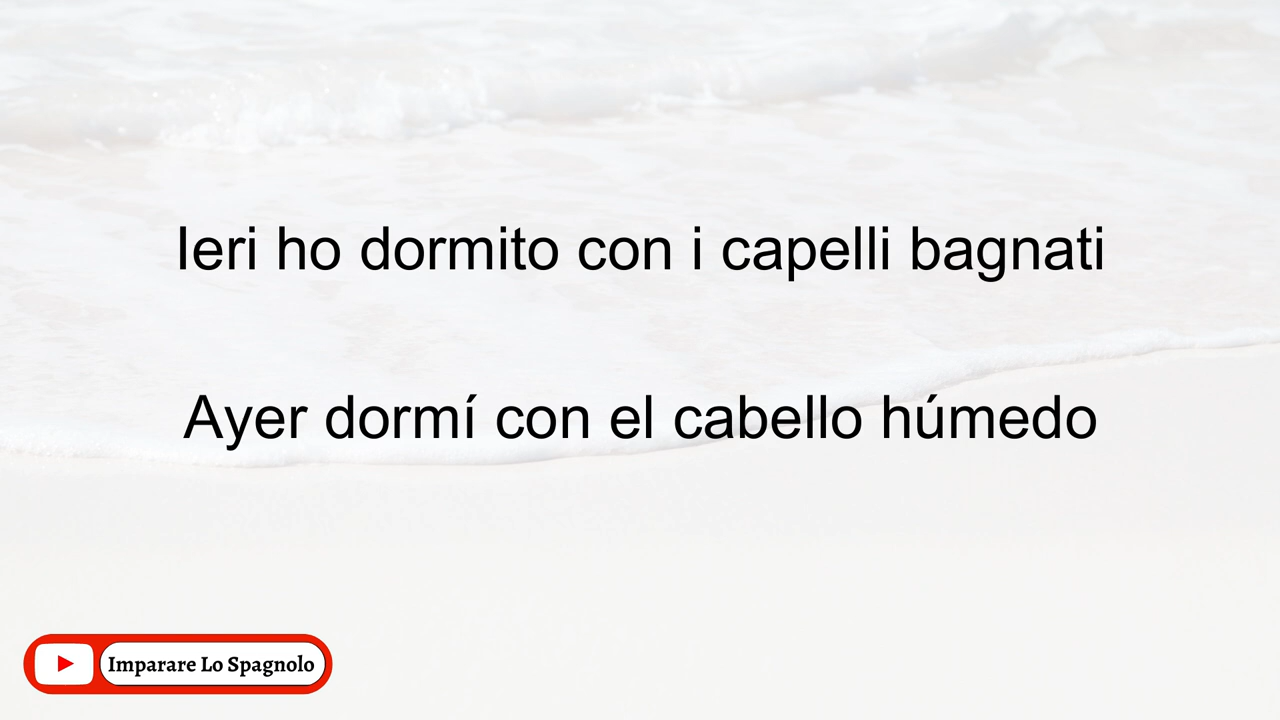 Ieri ho dormito con i capelli bagnati
Ayer dormí con el cabello húmedo
Imparare Lo Spagnolo